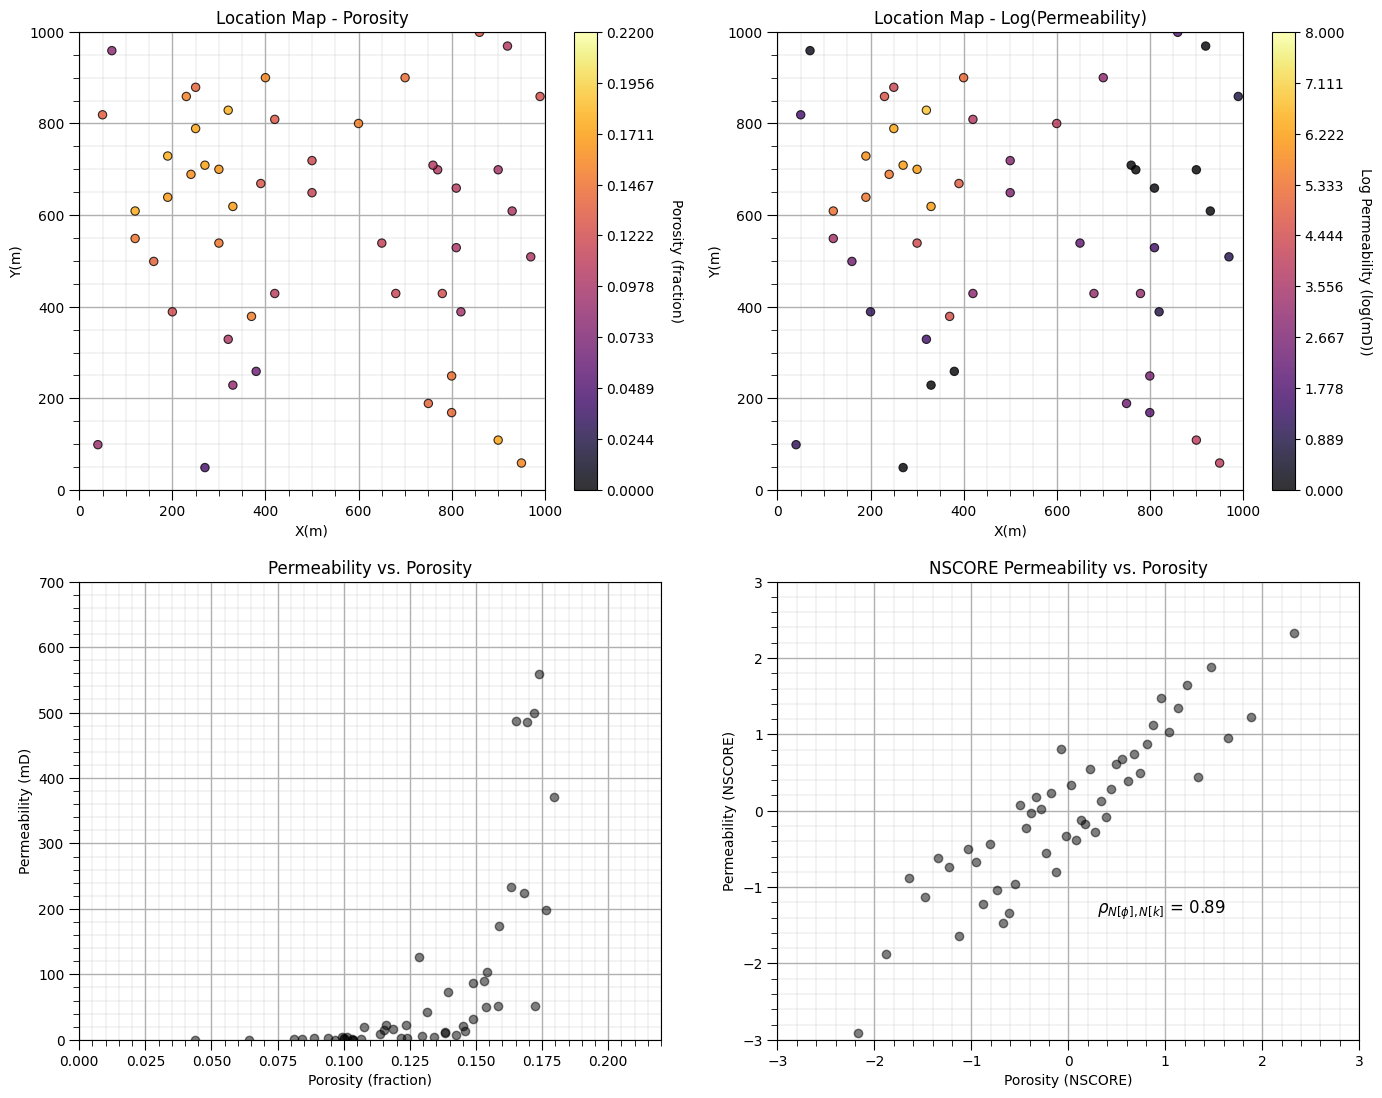 Location Map - Porosity
1000
800
600
400
200
0
Y(m)
0 200 400 600 800 1000
X(m)
0.2200
0.1956
0.1711
0.1467
0.1222
0.0978
0.0733
0.0489
0.0244
0.0000
Porosity (fraction)
Location Map - Log(Permeability)
1000
800
600
400
200
0
Y(m)
0 200 400 600 800 1000
X(m)
8.000
7.111
6.222
5.333
4.444
3.556
2.667
1.778
0.889
0.000
Log Permeability (log(mD))
Permeability vs. Porosity
700
600
500
400
300
200
100
0
Permeability (mD)
0.000 0.025 0.050 0.075 0.100 0.125 0.150 0.175 0.200
Porosity (fraction)
NSCORE Permeability vs. Porosity
3
2
1
0
−1
−2
−3
Permeability (NSCORE)
ρN[ϕ],N[k] = 0.89
−3 −2 −1 0 1 2 3
Porosity (NSCORE)